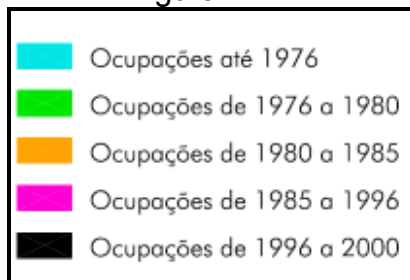 Ocupações até 1976
Ocupações de 1976 a 1980
Ocupações de 1980 a 1985
Ocupações de 1985 a 1996
Ocupações de 1996 a 2000